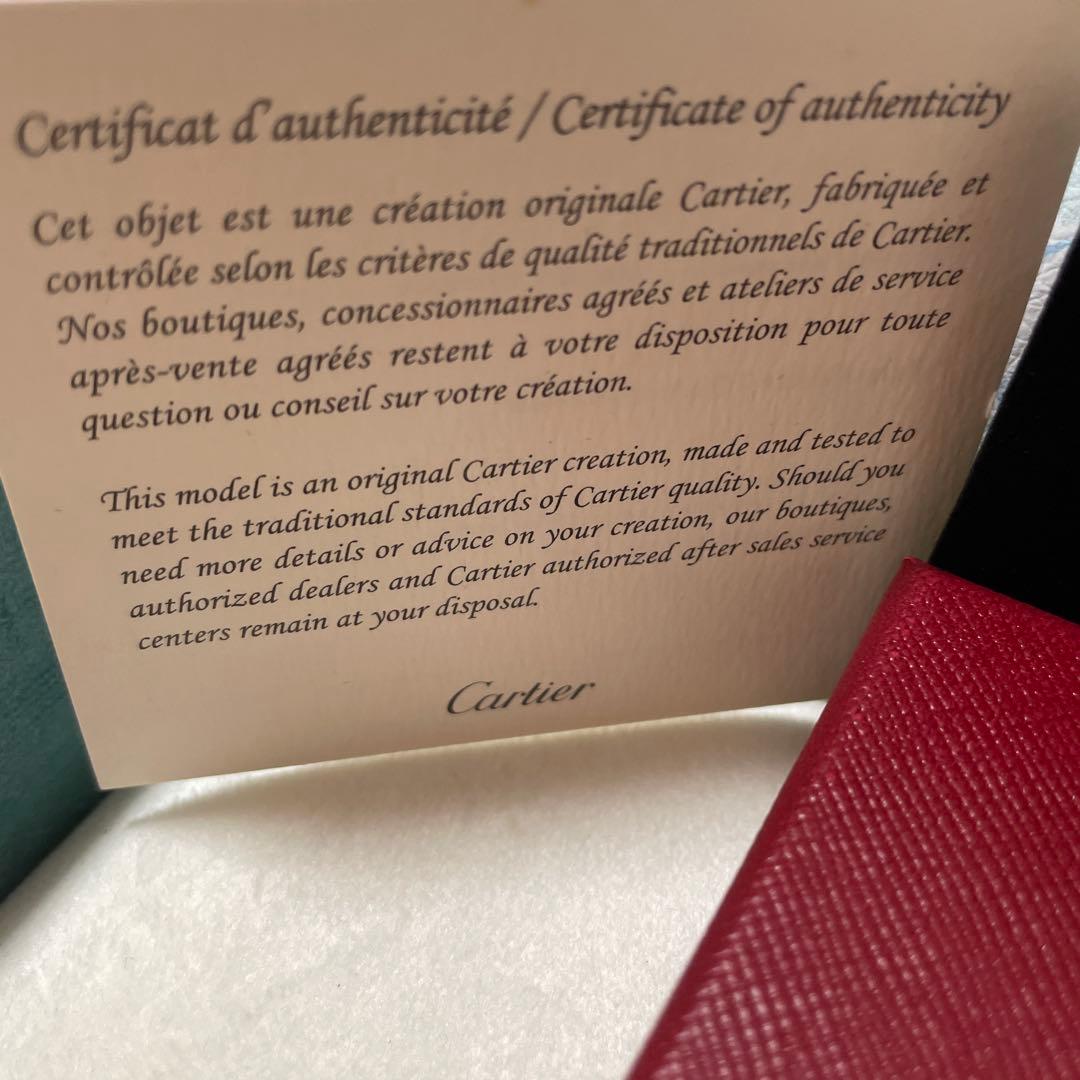 Certificat d'authenticité / Certificate of authenticity
Cet objet est une création originale Cartier, fabriquée et
contrôlée selon les critères de qualité traditionnels de Cartier.
Nos boutiques, concessionnaires agréés et ateliers de service
après-vente agréés restent à votre disposition pour toute
question ou conseil sur votre création.
This model is an original Cartier creation, made and tested to
meet the traditional standards of Cartier quality. Should you
need more details or advice on your creation, our boutiques,
authorized dealers and Cartier authorized after sales service
centers remain at your disposal.
Cartier